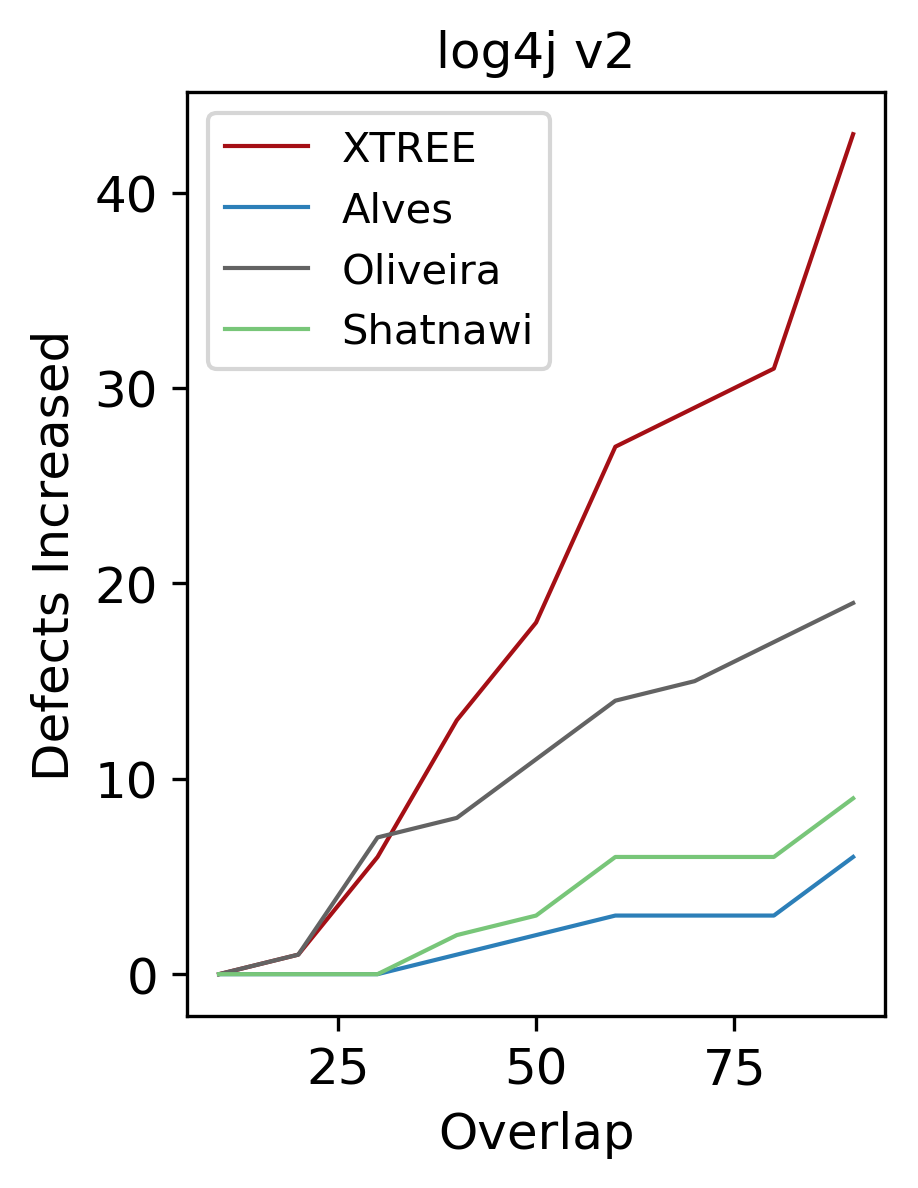 log4j v2
XTREE
Alves
Oliveira
Shatnawi
Defects Increased
40
30
20
10
0
25 50 75
Overlap